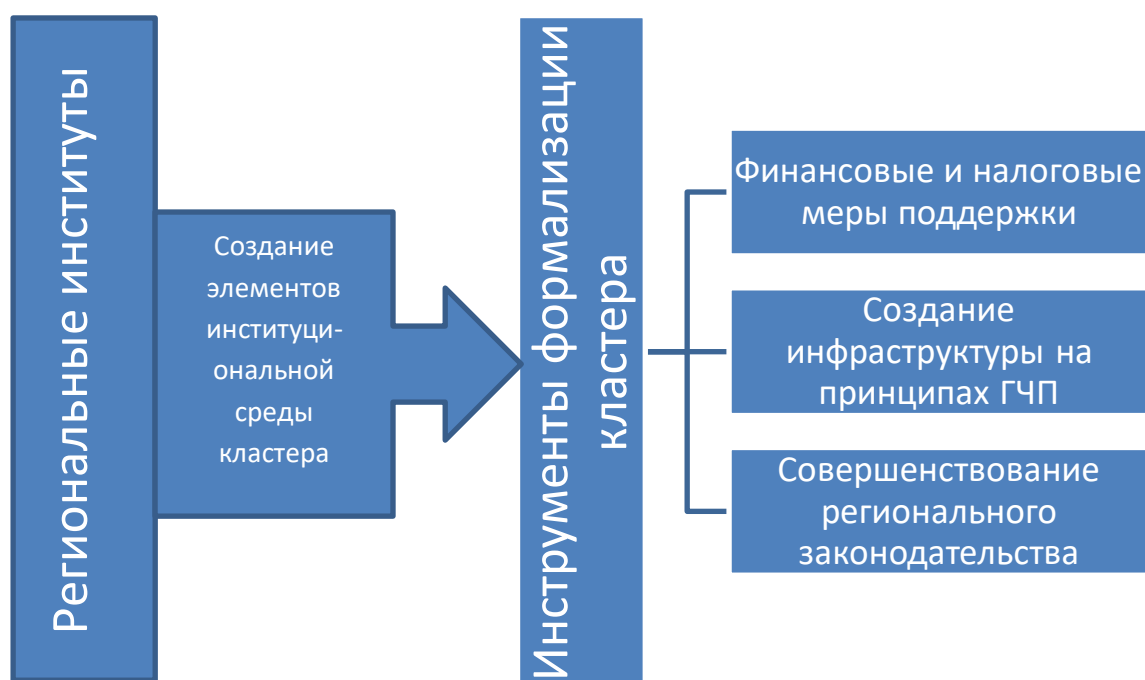 Региональные институты
Создание
элементов
институци-
ональной
среды
кластера
Инструменты формализации
кластера
Финансовые и налоговые
меры поддержки
Создание
инфраструктуры на
принципах ГЧП
Совершенствование
регионального
законодательства